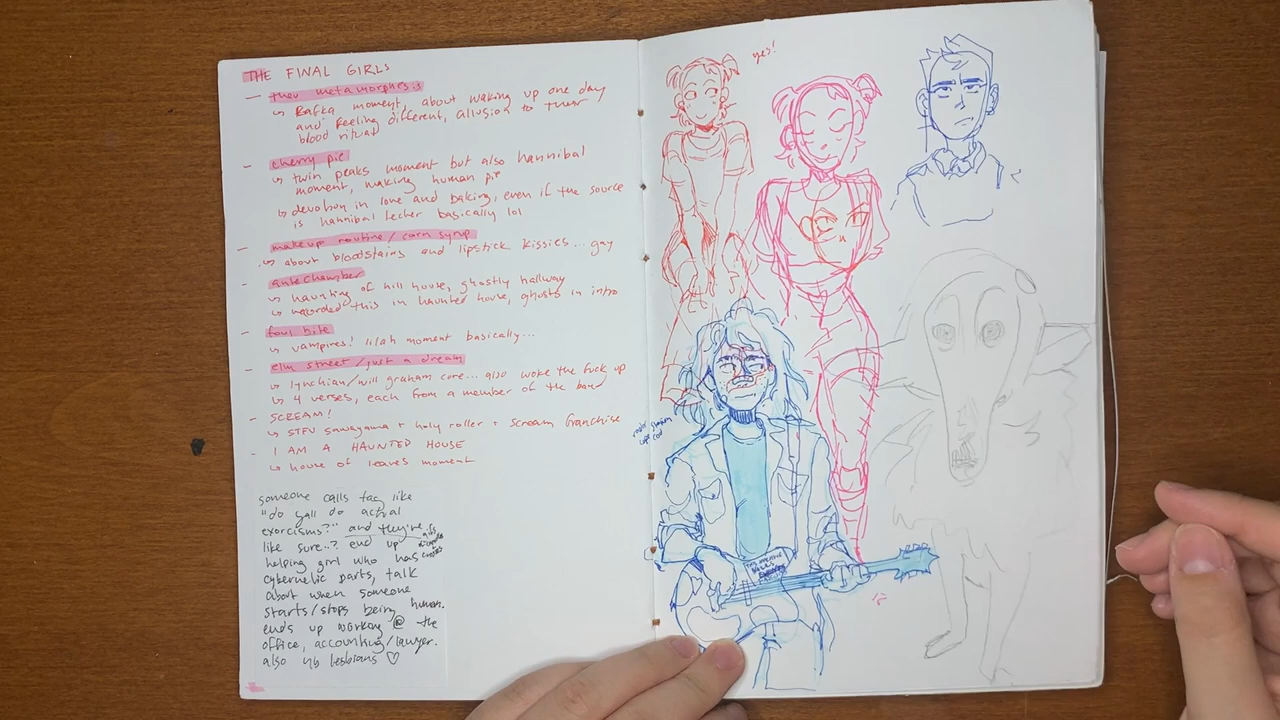 THE FINAL GIRLS
— their metamorphosis
↳ Kafka moment, about waking up one day
and feeling different, allusion to their
blood ritual
- cherry pie
↳ twin peaks moment but also hannibal
moment, making human pie
↳ devotion in love and baking, even if the source
is hannibal lecter basically lol
- makeup routine/corn syrup
↳ about bloodstains and lipstick kissies... gay
- antechamber
↳ haunting of hill house, ghostly hallway
↳ recorded this in haunted house, ghosts in intro
- foul bite
↳ vampires! lilah moment basically...
- elm street/just a dream
↳ lynchian/will graham core... also woke the fuck up
↳ 4 verses, each from a member of the band
- SCREAM!
↳ STFU sawayama + holy roller + scream franchise
- I AM A HAUNTED HOUSE
↳ house of leaves moment
someone calls tag like
"do yall do actual
exorcisms?" and they're
like sure..? end up
helping girl who has
cybernetic parts, talk
about when someone
starts/stops being human.
ends up working @ the
office, accounting/lawyer.
also nb lesbians ♡
yes!